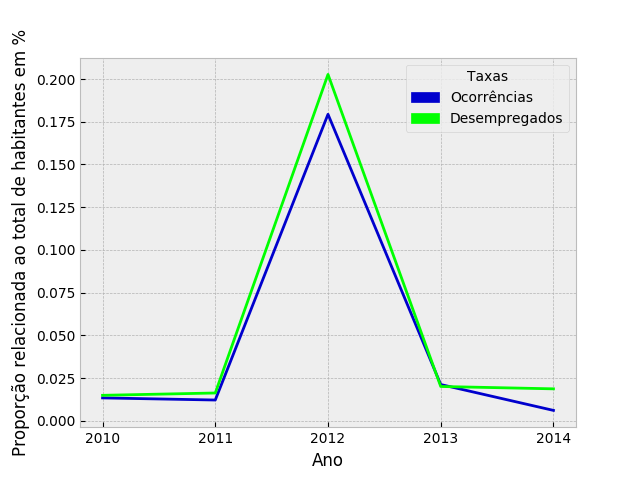 Proporção relacionada ao total de habitantes em %
0.200
0.175
0.150
0.125
0.100
0.075
0.050
0.025
0.000
Taxas
Ocorrências
Desempregados
2010 2011 2012 2013 2014
Ano